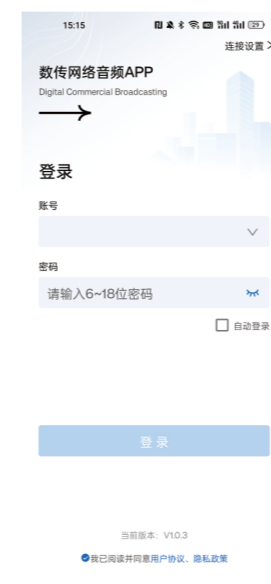 15:15
29
连接设置
数传网络音频APP
Digital Commercial Broadcasting
登录
账号
密码
请输入6~18位密码
自动登录
登 录
当前版本：V1.0.3
我已阅读并同意用户协议、隐私政策